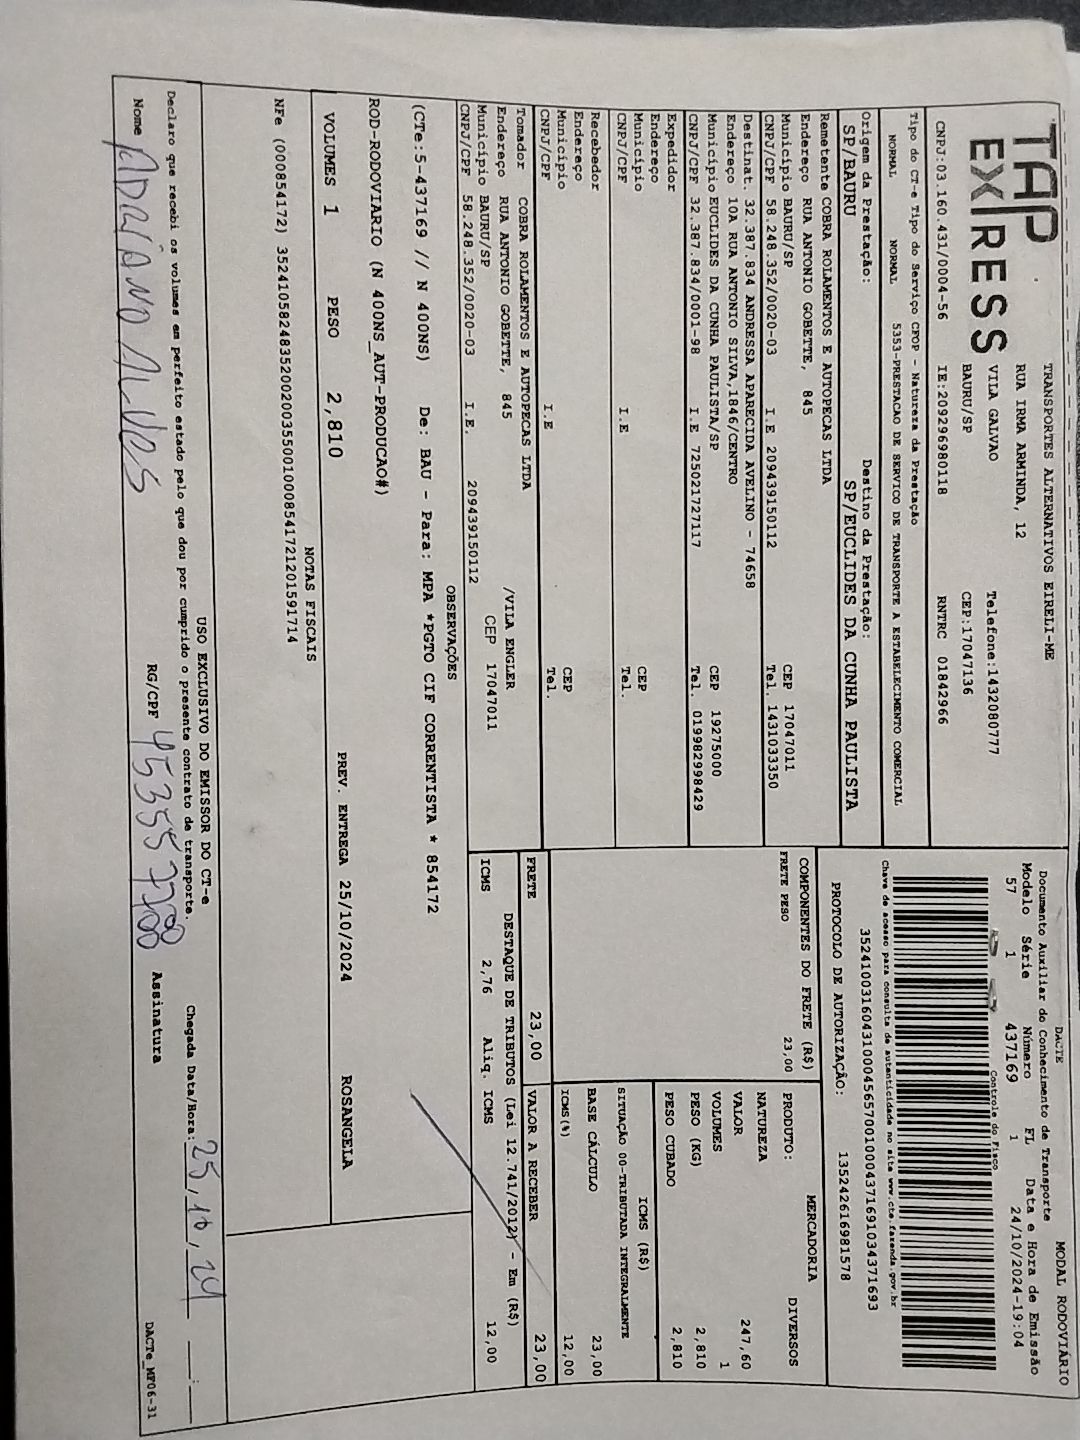 TAP
EXPRESS
TRANSPORTES ALTERNATIVOS EIRELI-ME
RUA IRMA ARMINDA, 12
VILA GALVAO Telefone:1432080777
BAURU/SP CEP:17047136
CNPJ:03.160.431/0004-56 IE:209296980118 RNTRC 01842966
DACTE MODAL RODOVIÁRIO
Documento Auxiliar do Conhecimento de Transporte
Modelo Série Número FL Data e Hora de Emissão
57 1 437169 1 24/10/2024-19:04
Controle do Fisco
Chave de acesso para consulta de autenticidade no site www.cte.fazenda.gov.br
35241003160431000456570010004371691034371693
PROTOCOLO DE AUTORIZAÇÃO: 135242616981578
Tipo do CT-e Tipo do Serviço CFOP - Natureza da Prestação
NORMAL NORMAL 5353-PRESTACAO DE SERVICO DE TRANSPORTE A ESTABELECIMENTO COMERCIAL
Origem da Prestação: Destino da Prestação:
SP/BAURU SP/EUCLIDES DA CUNHA PAULISTA
Remetente COBRA ROLAMENTOS E AUTOPECAS LTDA
Endereço RUA ANTONIO GOBETTE, 845
Município BAURU/SP CEP 17047011
CNPJ/CPF 58.248.352/0020-03 I.E 209439150112 Tel. 1431033350
Destinat. 32.387.834 ANDRESSA APARECIDA AVELINO - 74658
Endereço 10A RUA ANTONIO SILVA,1846/CENTRO
Município EUCLIDES DA CUNHA PAULISTA/SP CEP 19275000
CNPJ/CPF 32.387.834/0001-98 I.E 725021727117 Tel. 019982998429
Expedidor
Endereço
Município CEP
CNPJ/CPF I.E Tel.
Recebedor
Endereço
Município CEP
CNPJ/CPF I.E Tel.
Tomador COBRA ROLAMENTOS E AUTOPECAS LTDA
Endereço RUA ANTONIO GOBETTE, 845 /VILA ENGLER
Município BAURU/SP CEP 17047011
CNPJ/CPF 58.248.352/0020-03 I.E. 209439150112
COMPONENTES DO FRETE (R$)
FRETE PESO 23,00
MERCADORIA
PRODUTO: DIVERSOS
NATUREZA
VALOR 247,60
VOLUMES 1
PESO (KG) 2,810
PESO CUBADO 2,810
ICMS (R$)
SITUAÇÃO 00-TRIBUTADA INTEGRALMENTE
BASE CÁLCULO 23,00
ICMS(%) 12,00
FRETE 23,00 VALOR A RECEBER 23,00
DESTAQUE DE TRIBUTOS (Lei 12.741/2012) - Em (R$)
ICMS 2,76 Aliq. ICMS 12,00
OBSERVAÇÕES
(CTe:5-437169 // N 400NS) De: BAU - Para: MPA *PGTO CIF CORRENTISTA * 854172
ROD-RODOVIARIO (N 400NS_AUT-PRODUCAO#)
VOLUMES 1 PESO 2,810 PREV. ENTREGA 25/10/2024 ROSANGELA
NOTAS FISCAIS
NFe (000854172) 35241058248352002003550010008541721201591714
USO EXCLUSIVO DO EMISSOR DO CT-e
Declaro que recebi os volumes em perfeito estado pelo que dou por cumprido o presente contrato de transporte. Chegada Data/Hora: 25/10/24 __:__
Nome ADRIANO ALVES RG/CPF Assinatura
DACTe_MF06-31